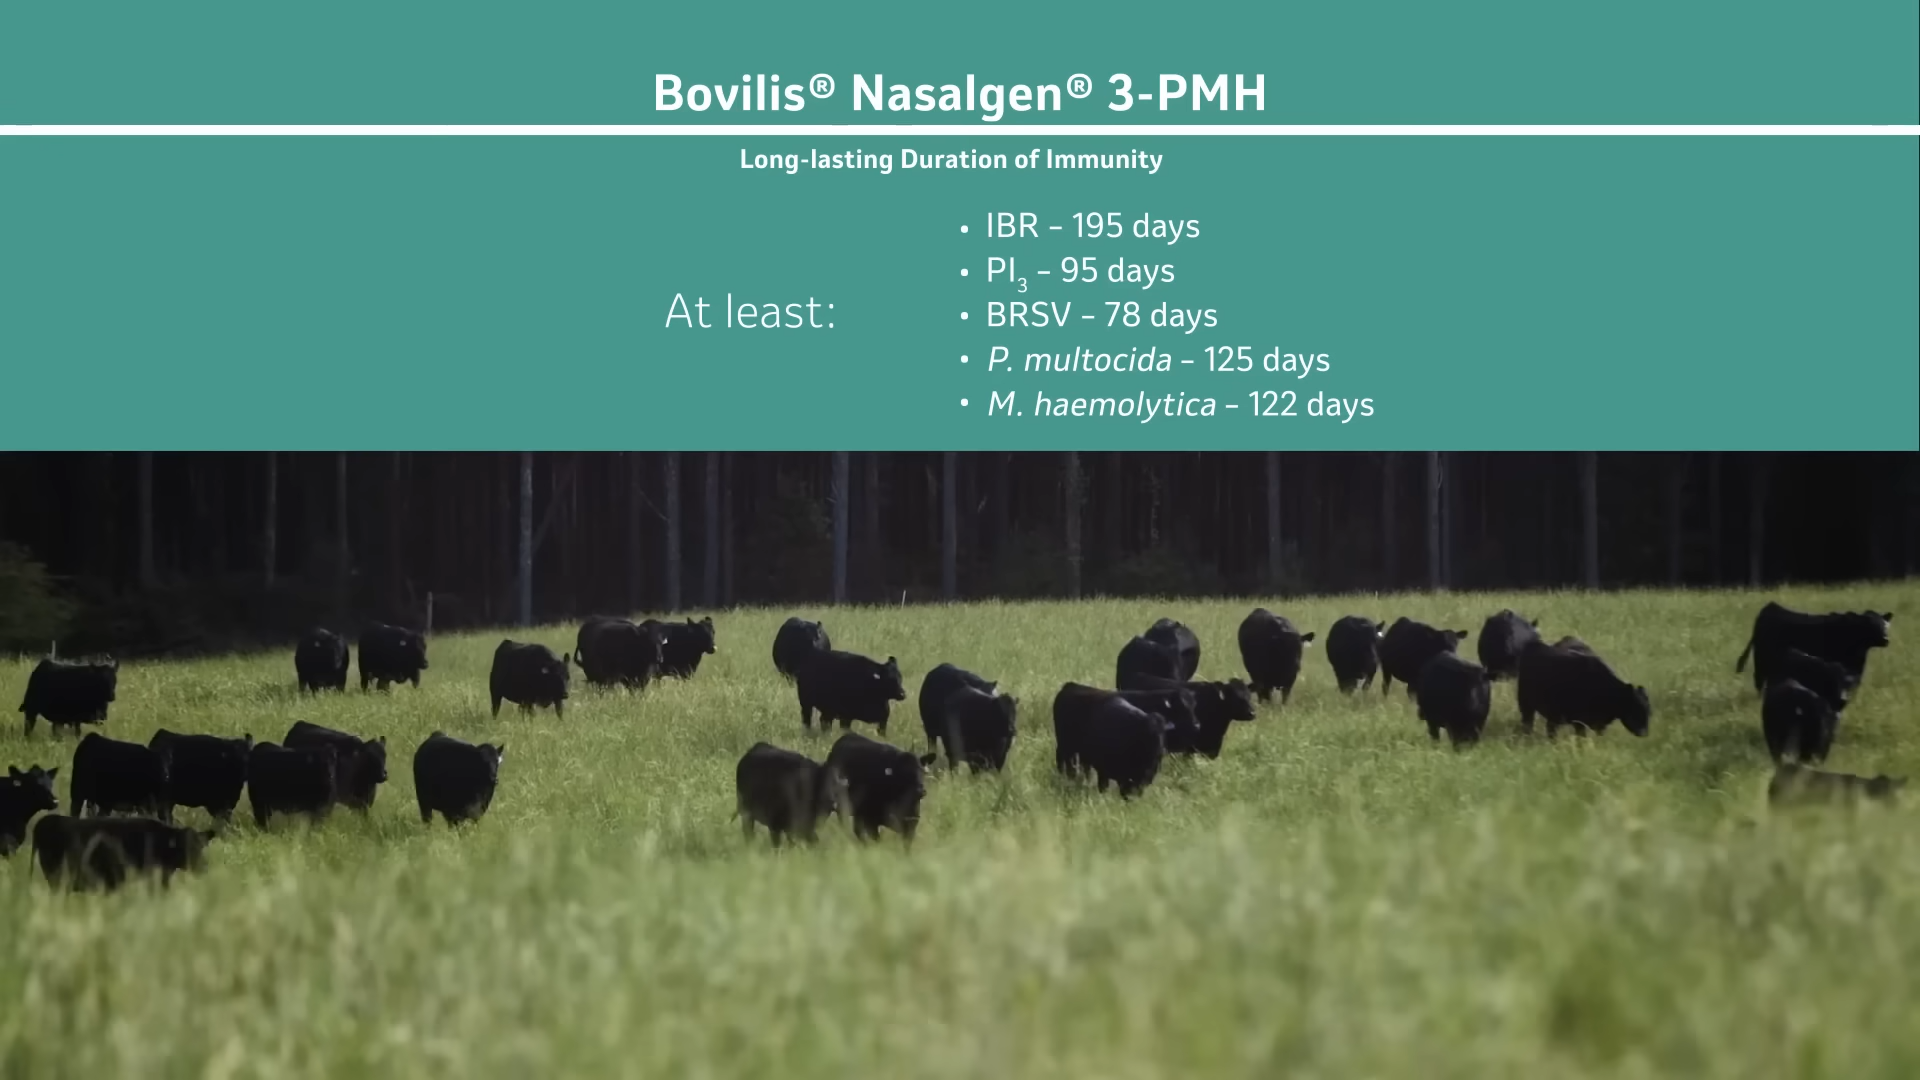 Bovilis® Nasalgen® 3-PMH
Long-lasting Duration of Immunity
At least:
• IBR – 195 days
• PI₃ – 95 days
• BRSV – 78 days
• P. multocida – 125 days
• M. haemolytica – 122 days